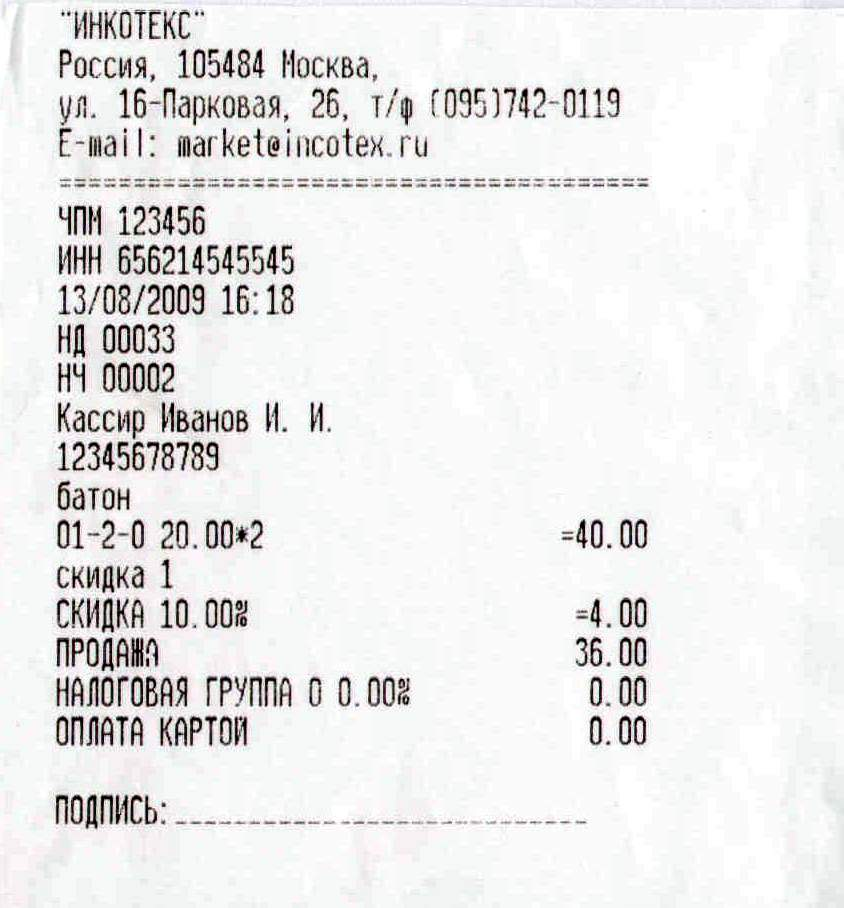 "ИНКОТЕКС"
Россия, 105484 Москва,
ул. 16-Парковая, 26, т/ф (095)742-0119
E-mail: market@incotex.ru
========================================
ЧПМ 123456
ИНН 656214545545
13/08/2009 16:18
НД 00033
НЧ 00002
Кассир Иванов И. И.
12345678789
батон
01-2-0 20.00*2 =40.00
скидка 1
СКИДКА 10.00% =4.00
ПРОДАЖА 36.00
НАЛОГОВАЯ ГРУППА 0 0.00% 0.00
ОПЛАТА КАРТОЙ 0.00
ПОДПИСЬ:____________________________